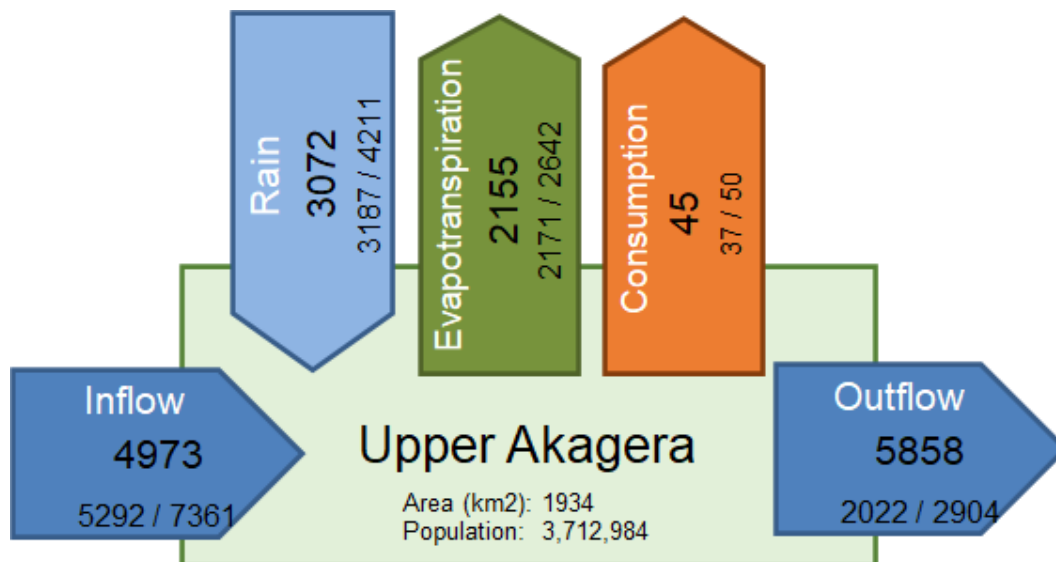 Rain
3072
3187 / 4211
Evapotranspiration
2155
2171 / 2642
Consumption
45
37 / 50
Inflow
4973
5292 / 7361
Upper Akagera
Area (km2): 1934
Population: 3,712,984
Outflow
5858
2022 / 2904